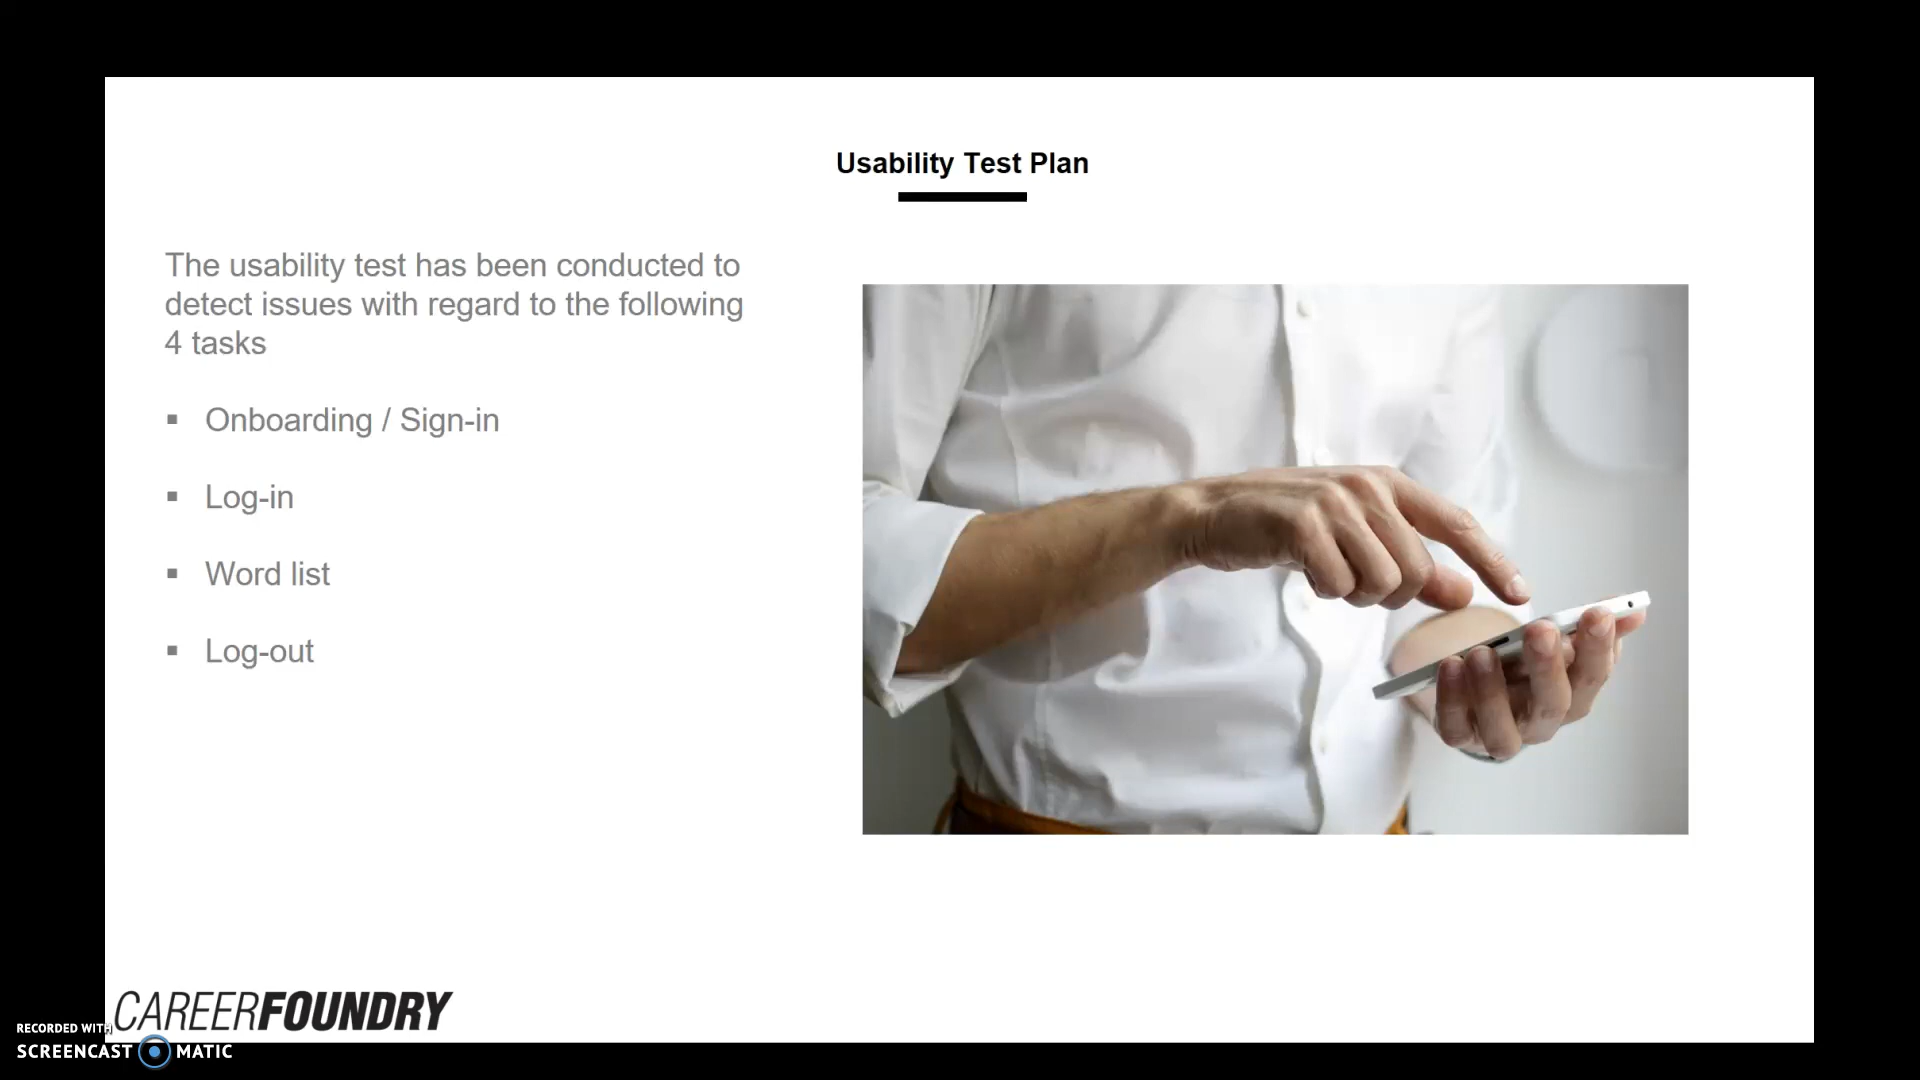 Usability Test Plan
The usability test has been conducted to
detect issues with regard to the following
4 tasks
▪ Onboarding / Sign-in
▪ Log-in
▪ Word list
▪ Log-out
CAREERFOUNDRY
RECORDED WITH
SCREENCAST MATIC